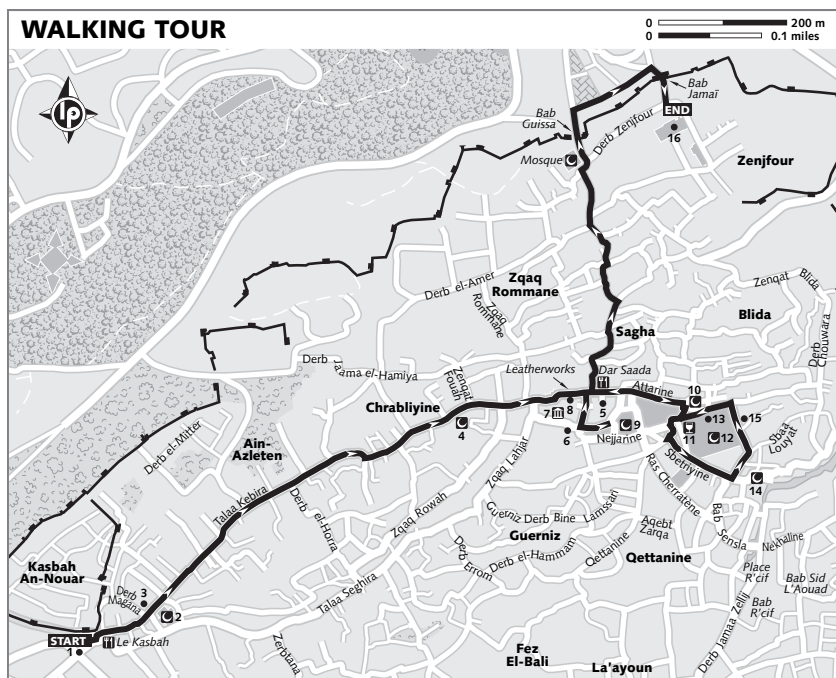 WALKING TOUR
0 200 m
0 0.1 miles
lp
Bab
Jamaï
END
Bab
Guissa
Derb Zenjfour
16
Mosque
Zenjfour
Derb el-Amer
Zqaq
Rommane
Zqaq
Rommane
Zenqat Blida
Blida
Derb Chouwara
Sagha
Derb Jaama el-Hamiya
Zenqat
Fouah
Leatherworks
Dar Saada
Attarine
10
Chrabliyine
7
8
5
13
15
4
6
9
11
12
Nejjarine
Sbaa
Louyat
Derb el-Mitter
Ain-
Azleten
Sbetriyine
14
Talaa Kebira
Derb el-Horra
Zqaq Lahjar
Ras Cherratène
Zqaq Rowah
Guerniz
Derb Bine
Lamssari
Aqebt
Zarqa
Bab Sensla
Nekhaline
Guerniz
Derb
Errom
Derb el-Hammam
Qettanine
Qettanine
Kasbah
An-Nouar
Derb
Magana
3
2
Talaa Seghira
Place
R'cif
Bab Sid
L'Aouad
Bab
R'cif
START
Le Kasbah
1
Zerbtana
Fez
El-Bali
La'ayoun
Derb Jamaa Zellij